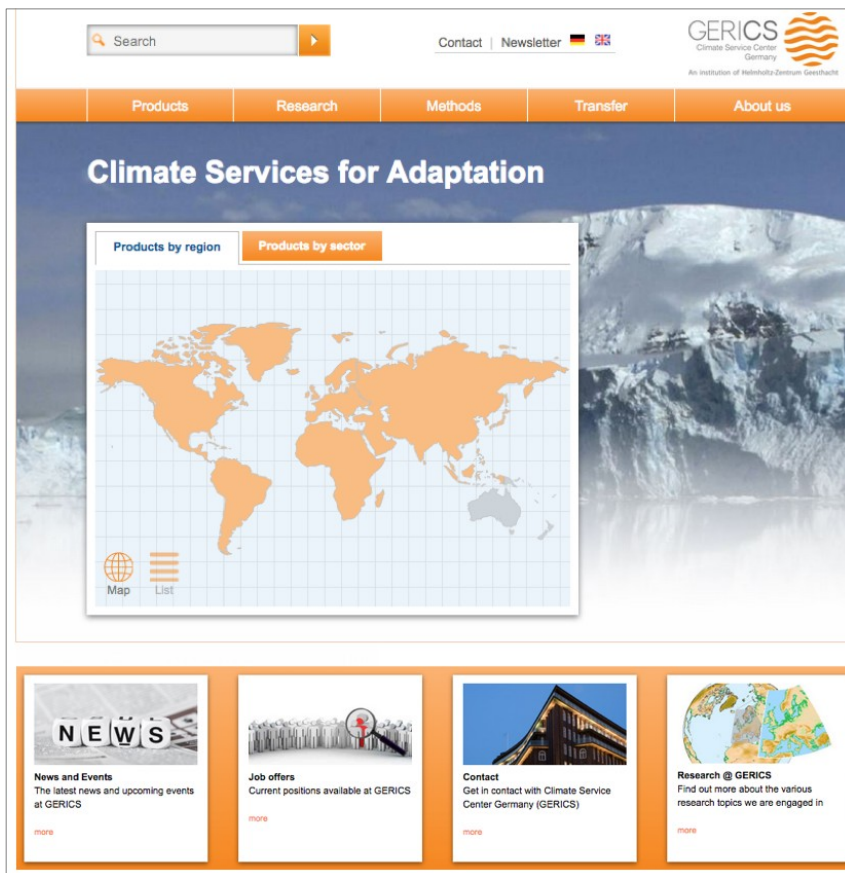 Search
Contact | Newsletter
GERICS
Climate Service Center
Germany
An institution of Helmholtz-Zentrum Geesthacht
Products
Research
Methods
Transfer
About us
Climate Services for Adaptation
Products by region
Products by sector
Map
List
NEWS
News and Events
The latest news and upcoming events
at GERICS
more
Job offers
Current positions available at GERICS
more
Contact
Get in contact with Climate Service
Center Germany (GERICS)
more
Research @ GERICS
Find out more about the various
research topics we are engaged in
more